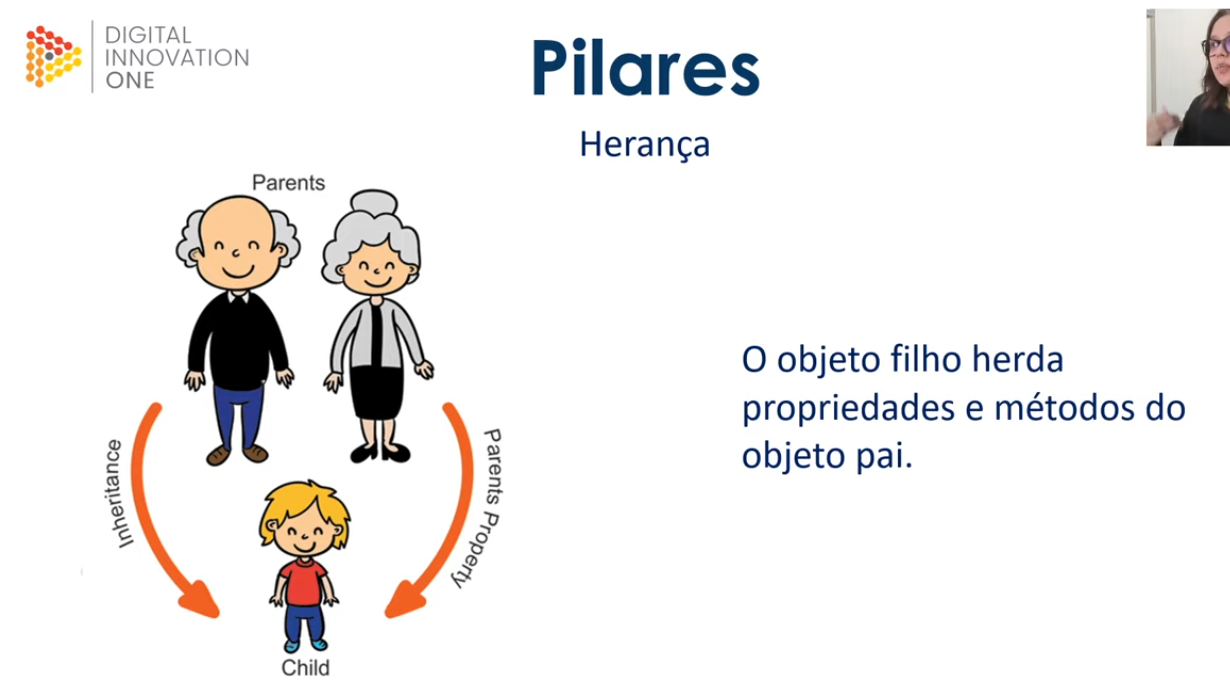 DIGITAL
INNOVATION
ONE
Pilares
Herança
Parents
Inheritance
Parents Property
Child
O objeto filho herda
propriedades e métodos do
objeto pai.